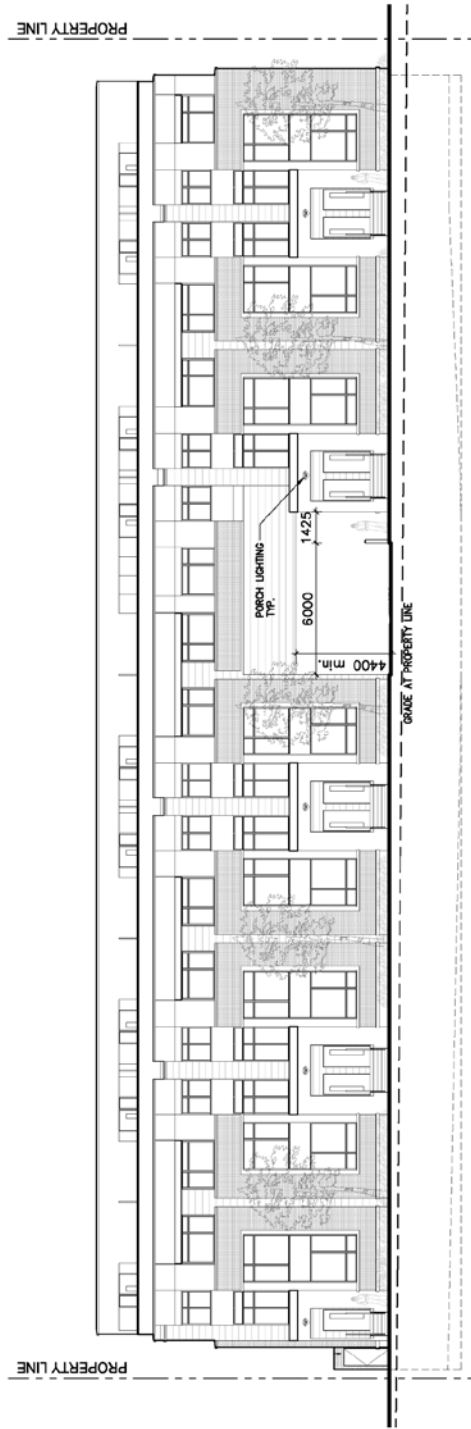 PROPERTY LINE
PORCH LIGHTING
TYP.
6000
1425
4400 min.
GRADE AT PROPERTY LINE
PROPERTY LINE